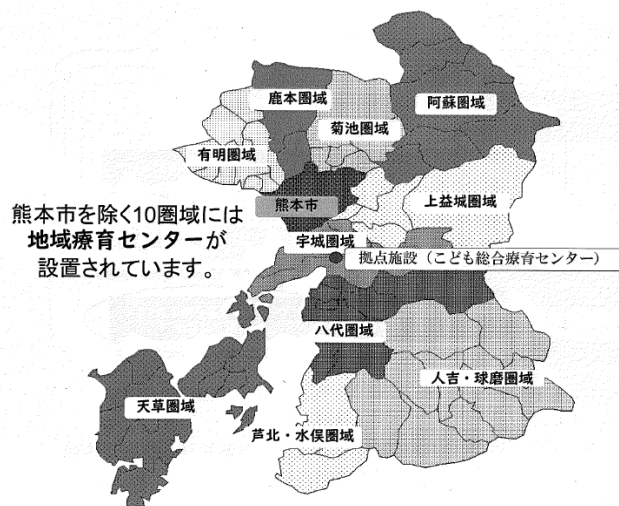 鹿本圏域
阿蘇圏域
菊池圏域
有明圏域
熊本市
上益城圏域
熊本市を除く10圏域には
地域療育センターが
設置されています。
宇城圏域
拠点施設（こども総合療育センター）
八代圏域
人吉・球磨圏域
天草圏域
芦北・水俣圏域